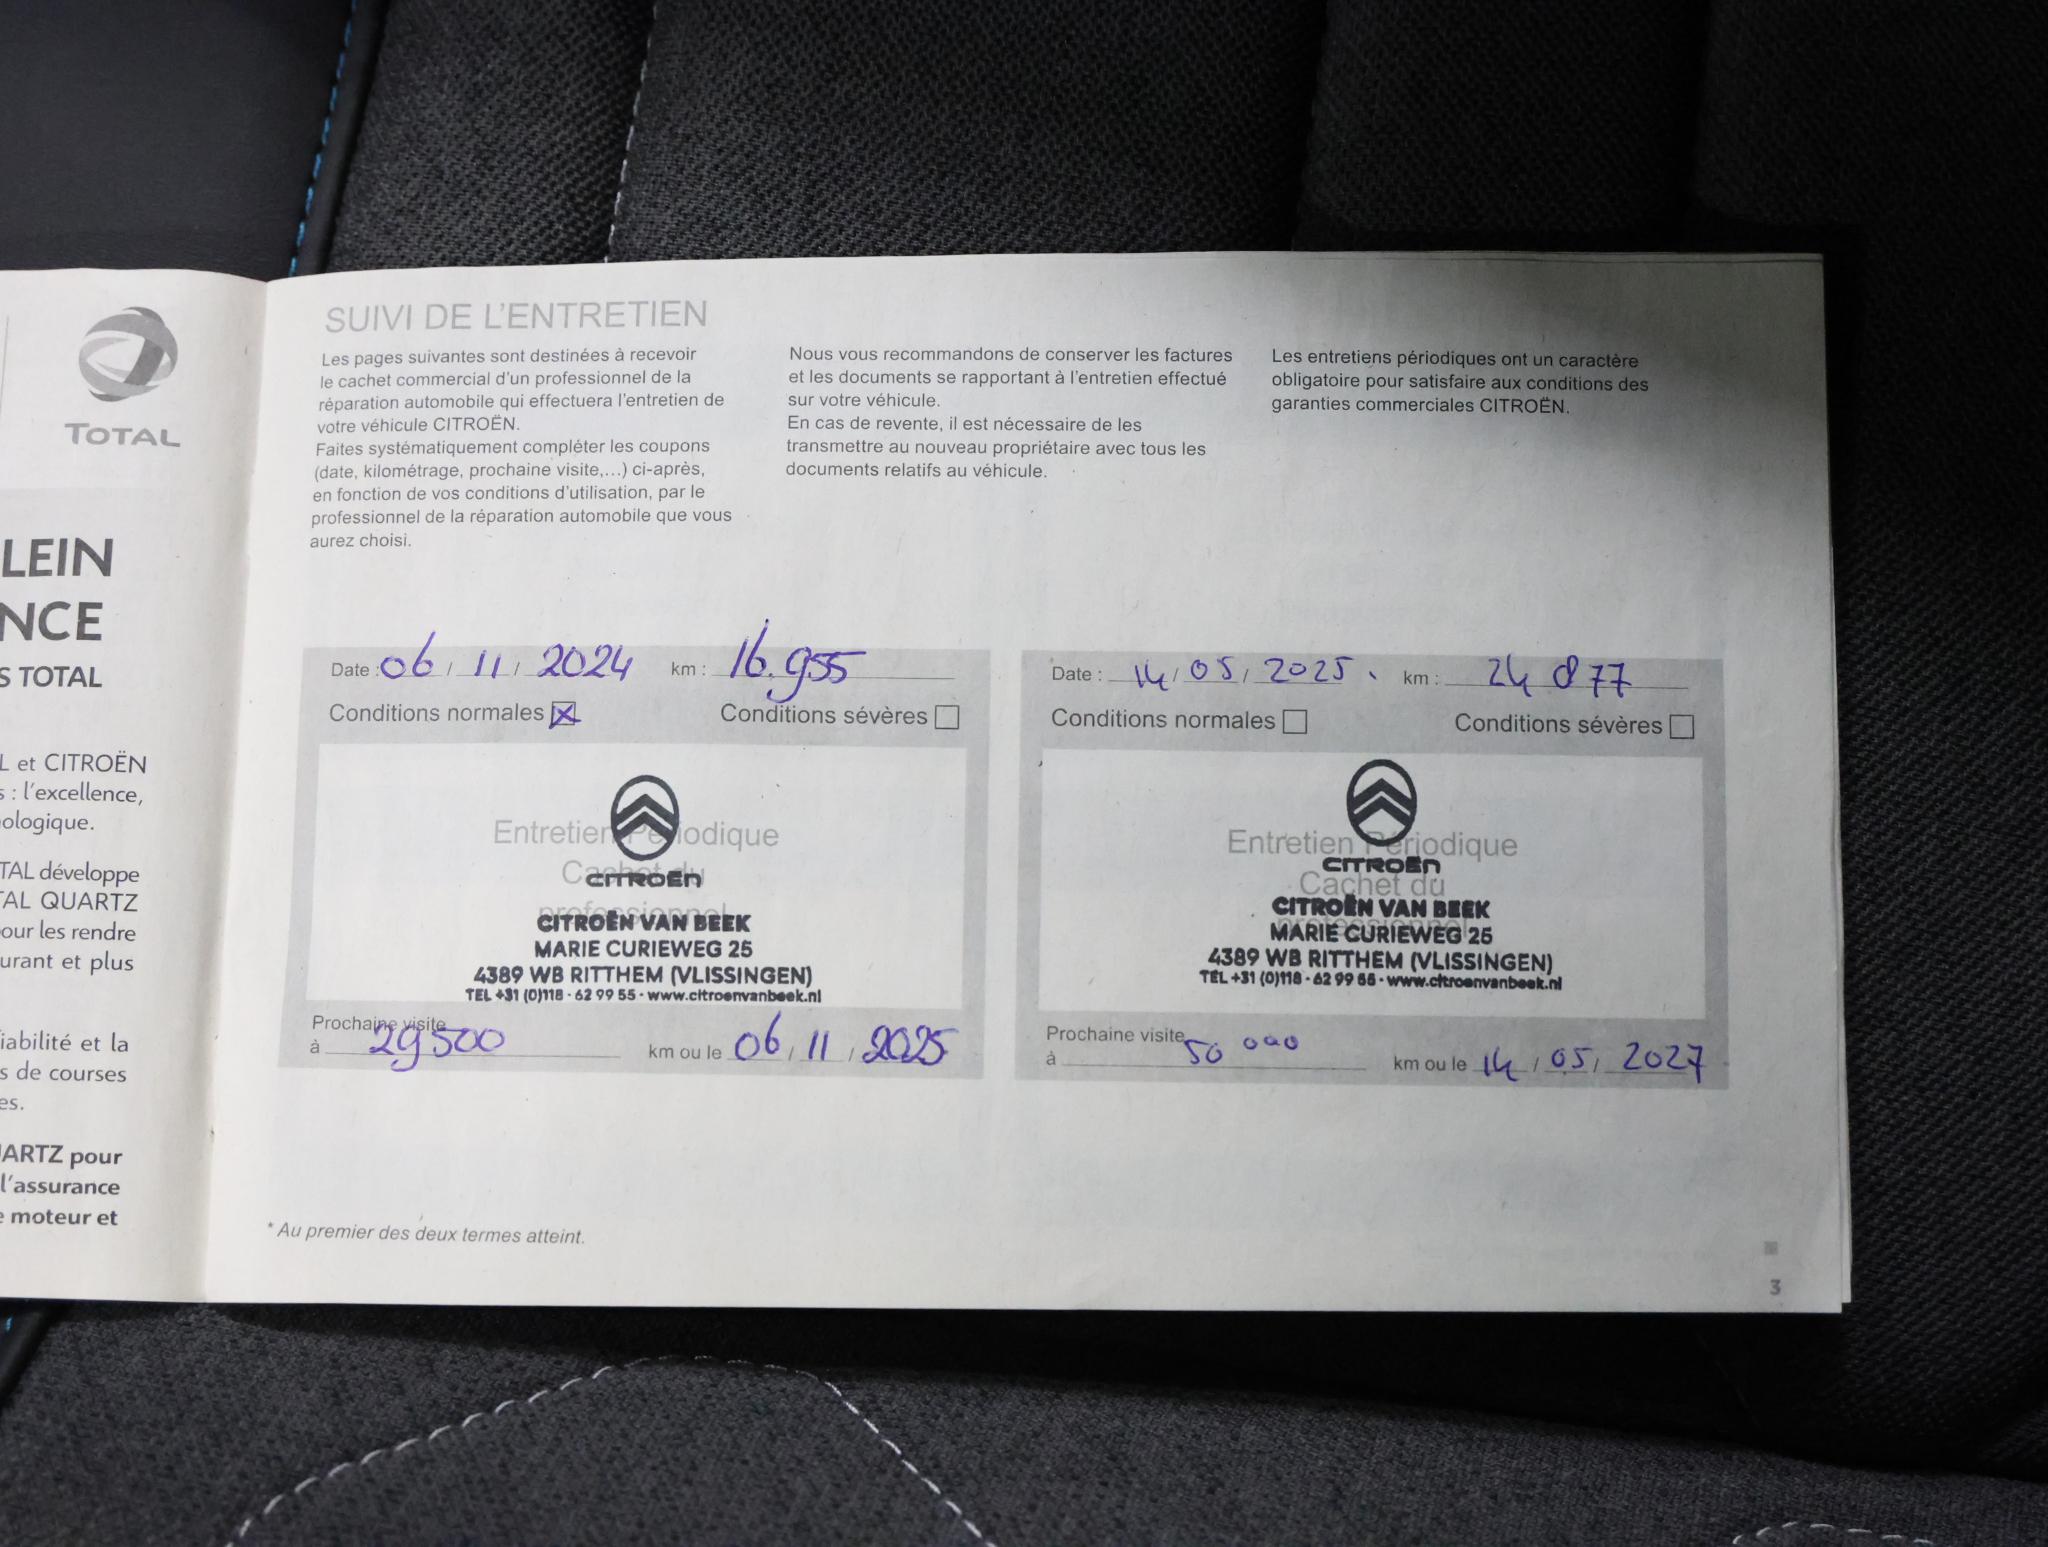 TOTAL
LEIN
NCE
S TOTAL
L et CITROËN
s : l'excellence,
ologique.
TAL développe
TAL QUARTZ
our les rendre
urant et plus
iabilité et la
s de courses
es.
UARTZ pour
l'assurance
e moteur et
SUIVI DE L'ENTRETIEN
Les pages suivantes sont destinées à recevoir
le cachet commercial d'un professionnel de la
réparation automobile qui effectuera l'entretien de
votre véhicule CITROËN.
Faites systématiquement compléter les coupons
(date, kilométrage, prochaine visite,...) ci-après,
en fonction de vos conditions d'utilisation, par le
professionnel de la réparation automobile que vous
aurez choisi.
Nous vous recommandons de conserver les factures
et les documents se rapportant à l'entretien effectué
sur votre véhicule.
En cas de revente, il est nécessaire de les
transmettre au nouveau propriétaire avec tous les
documents relatifs au véhicule.
Les entretiens périodiques ont un caractère
obligatoire pour satisfaire aux conditions des
garanties commerciales CITROËN.
Date : 06 / 11 / 2024 km : 16.955
Conditions normales Conditions sévères
Entretien Périodique
Cachet du
professionnel
CITROËN
CITROËN VAN BEEK
MARIE CURIEWEG 25
4389 WB RITTHEM (VLISSINGEN)
TEL +31 (0)118 - 62 99 55 - www.citroenvanbeek.nl
Prochaine visite
à 29500 km ou le 06 / 11 / 2025
Date : 14 / 05 / 2025 km : 24 877
Conditions normales Conditions sévères
Entretien Périodique
Cachet du
professionnel
CITROËN
CITROËN VAN BEEK
MARIE CURIEWEG 25
4389 WB RITTHEM (VLISSINGEN)
TEL +31 (0)118 - 62 99 55 - www.citroenvanbeek.nl
Prochaine visite
à 50 000 km ou le 14 / 05 / 2027
* Au premier des deux termes atteint.
3